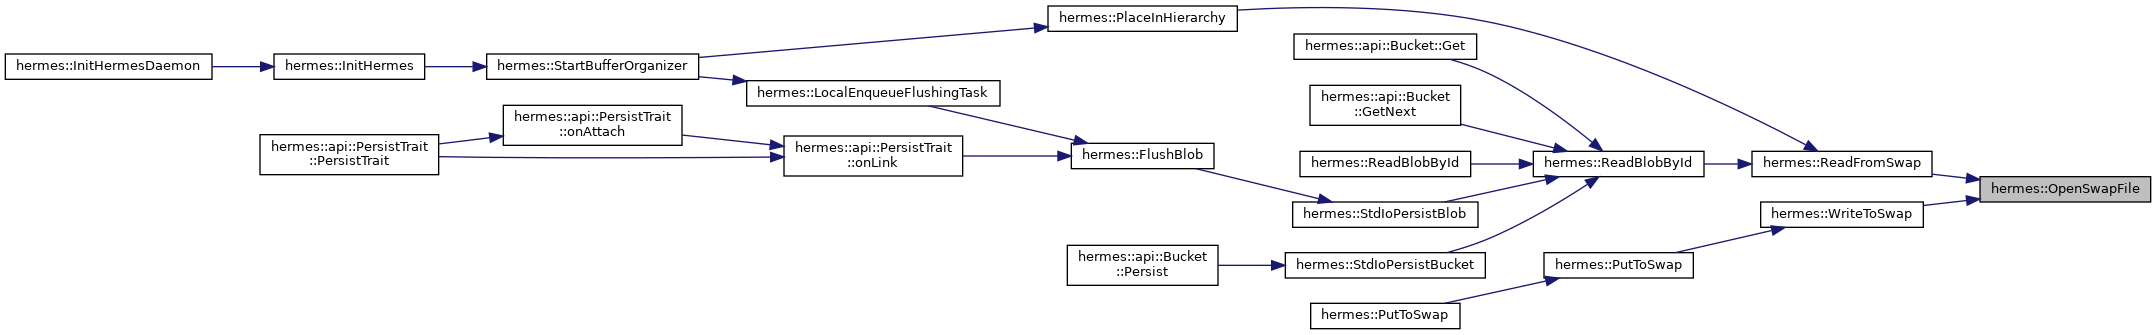 hermes::PlaceInHierarchy
hermes::api::Bucket::Get
hermes::InitHermesDaemon
hermes::InitHermes
hermes::StartBufferOrganizer
hermes::LocalEnqueueFlushingTask
hermes::api::Bucket
::GetNext
hermes::api::PersistTrait
::onAttach
hermes::api::PersistTrait
::PersistTrait
hermes::api::PersistTrait
::onLink
hermes::FlushBlob
hermes::ReadBlobById
hermes::ReadBlobById
hermes::ReadFromSwap
hermes::OpenSwapFile
hermes::StdIoPersistBlob
hermes::WriteToSwap
hermes::api::Bucket
::Persist
hermes::StdIoPersistBucket
hermes::PutToSwap
hermes::PutToSwap